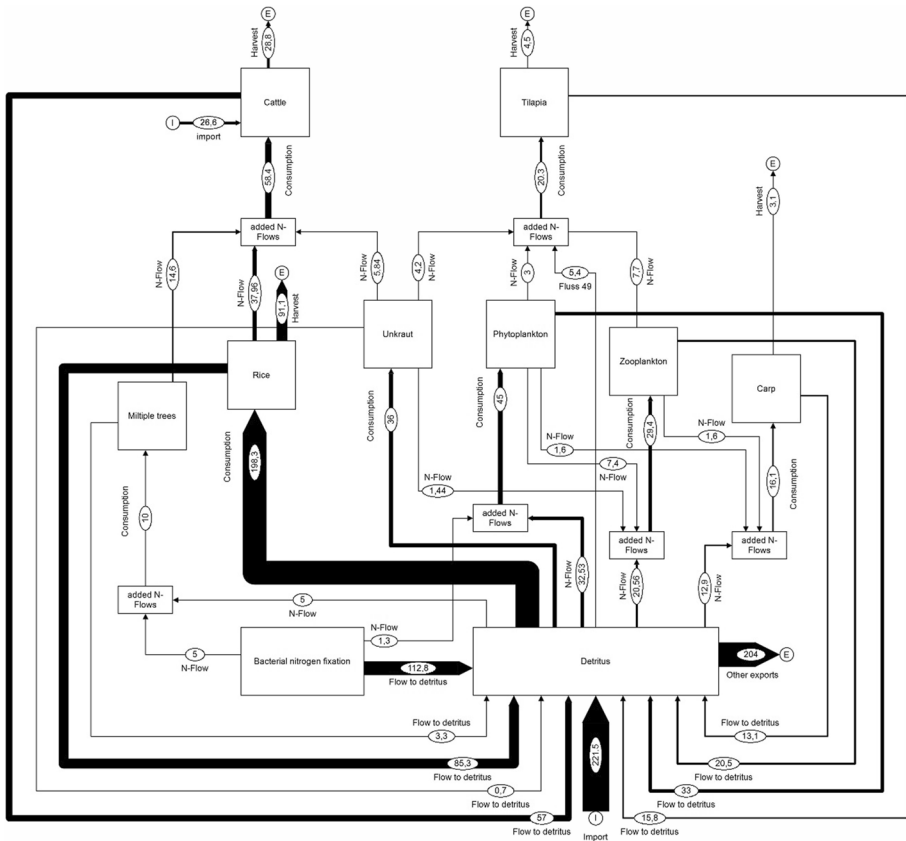 E
E
Harvest
28,8
Harvest
4,5
Cattle
Tilapia
I
26,6
import
58,4
Consumption
20,3
Consumption
E
Harvest
3,1
added N-
Flows
added N-
Flows
N-Flow
14,6
N-Flow
37,96
E
91,1
Harvest
5,84
N-Flow
4,2
N-Flow
3
N-Flow
5,4
Fluss 49
7,7
N-Flow
Unkraut
Phytoplankton
Zooplankton
Rice
Carp
Miltiple trees
Consumption
36
Consumption
45
Consumption
29,4
N-Flow
1,6
N-Flow
1,6
Consumption
198,3
N-Flow
1,44
7,4
N-Flow
16,1
Consumption
Consumption
10
added N-
Flows
added N-
Flows
added N-
Flows
N-Flow
32,53
20,56
N-Flow
12,9
N-Flow
added N-
Flows
5
N-Flow
N-Flow
1,3
5
N-Flow
Bacterial nitrogen fixation
112,8
Flow to detritus
Detritus
204
E
Other exports
Flow to detritus
3,3
Flow to detritus
13,1
85,3
Flow to detritus
221,5
20,5
Flow to detritus
0,7
Flow to detritus
33
Flow to detritus
57
Flow to detritus
I
Import
15,8
Flow to detritus